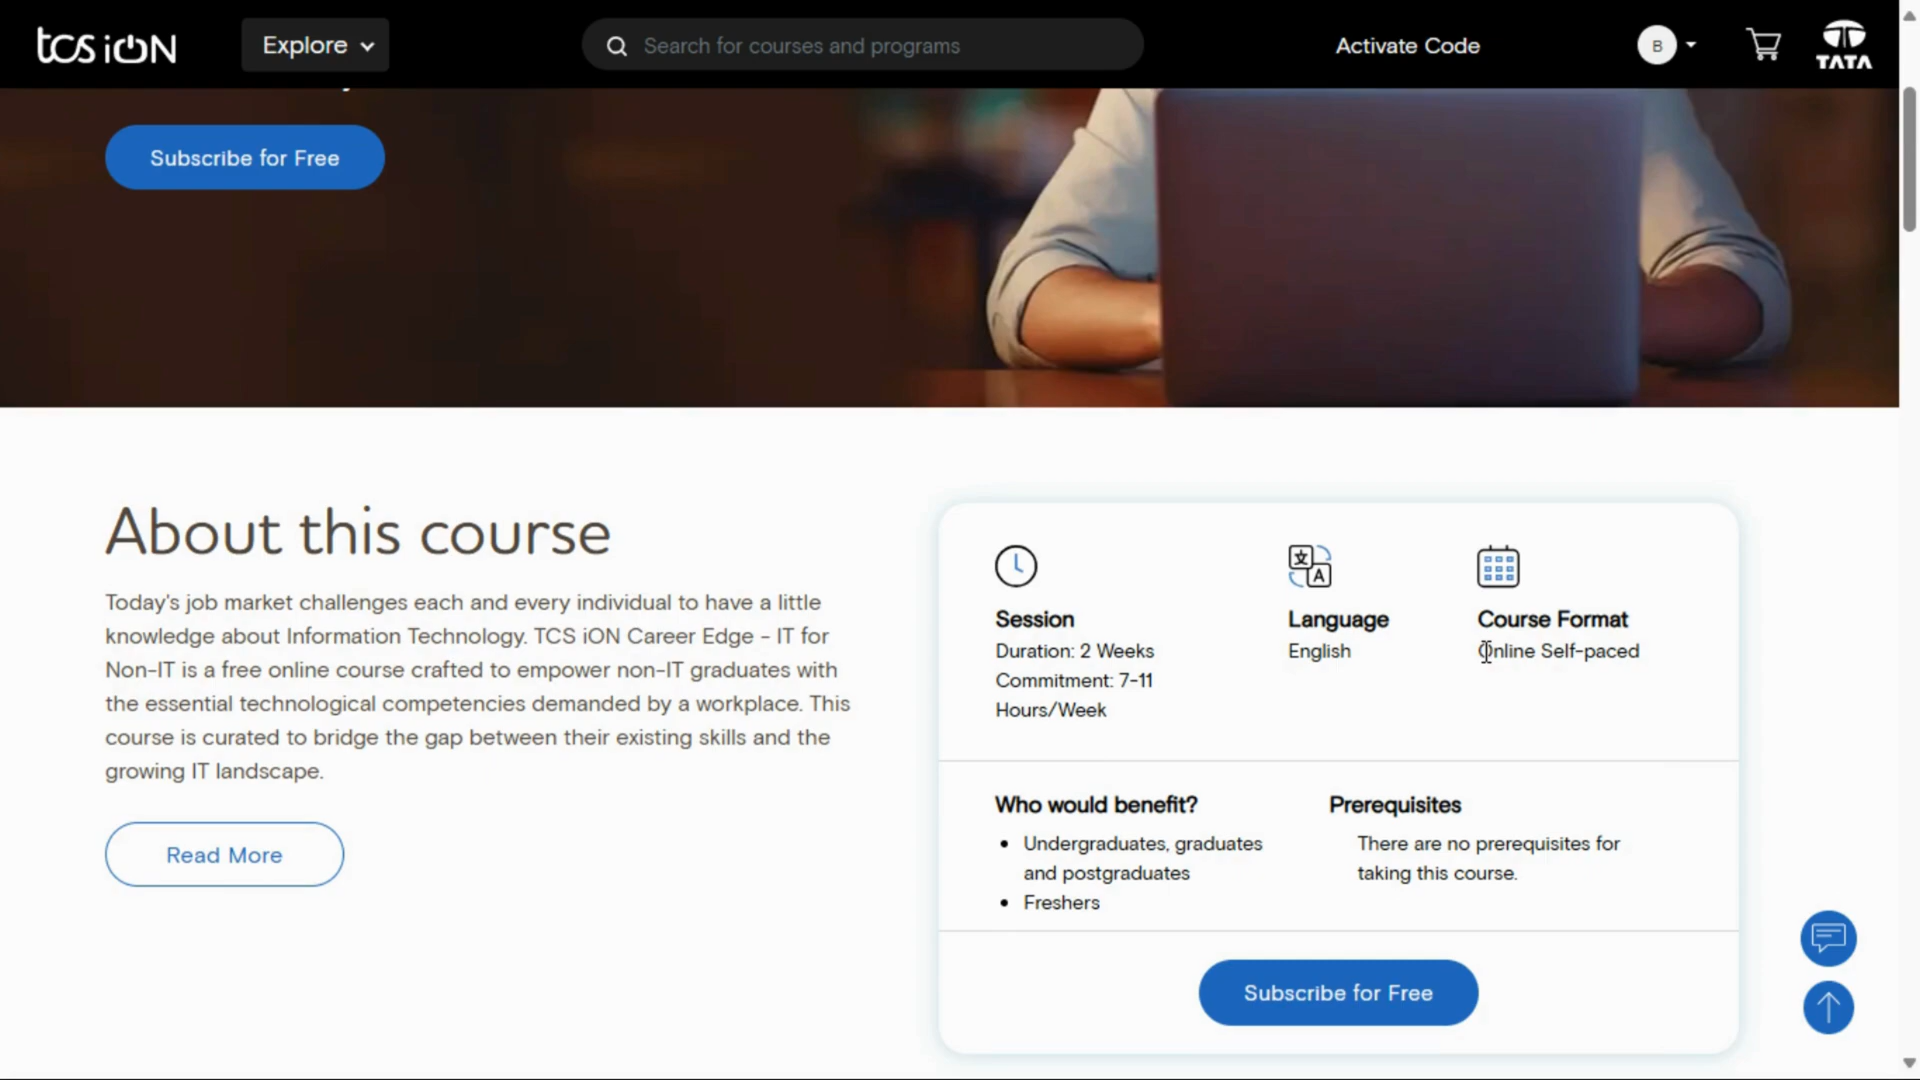 tcs iON
Explore
Search for courses and programs
Activate Code
B
TATA
Subscribe for Free
About this course
Today's job market challenges each and every individual to have a little
knowledge about Information Technology. TCS iON Career Edge - IT for
Non-IT is a free online course crafted to empower non-IT graduates with
the essential technological competencies demanded by a workplace. This
course is curated to bridge the gap between their existing skills and the
growing IT landscape.
Read More
Session
Duration: 2 Weeks
Commitment: 7-11
Hours/Week
文
A
Language
English
Course Format
Online Self-paced
Who would benefit?
Undergraduates, graduates
and postgraduates
Freshers
Prerequisites
There are no prerequisites for
taking this course.
Subscribe for Free